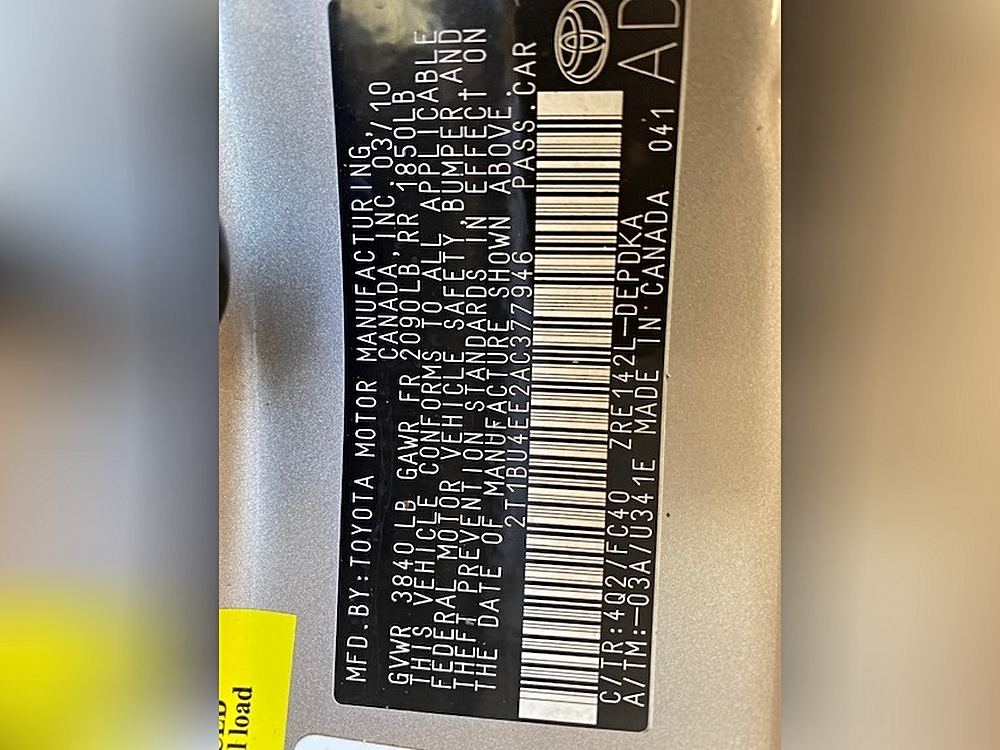 MFD.BY:TOYOTA MOTOR MANUFACTURING,
CANADA,INC. 03/10
GVWR 3840LB GAWR FR 2090LB RR 1850LB
THIS VEHICLE CONFORMS TO ALL APPLICABLE
FEDERAL MOTOR VEHICLE SAFETY, BUMPER, AND
THEFT PREVENTION STANDARDS IN EFFECT ON
THE DATE OF MANUFACTURE SHOWN ABOVE.
2T1BU4EE2AC377946 PASS.CAR
C/TR:4Q2/FC40 ZRE142L-DEPDKA
A/TM:-03A/U341E MADE IN CANADA 041
AD
load